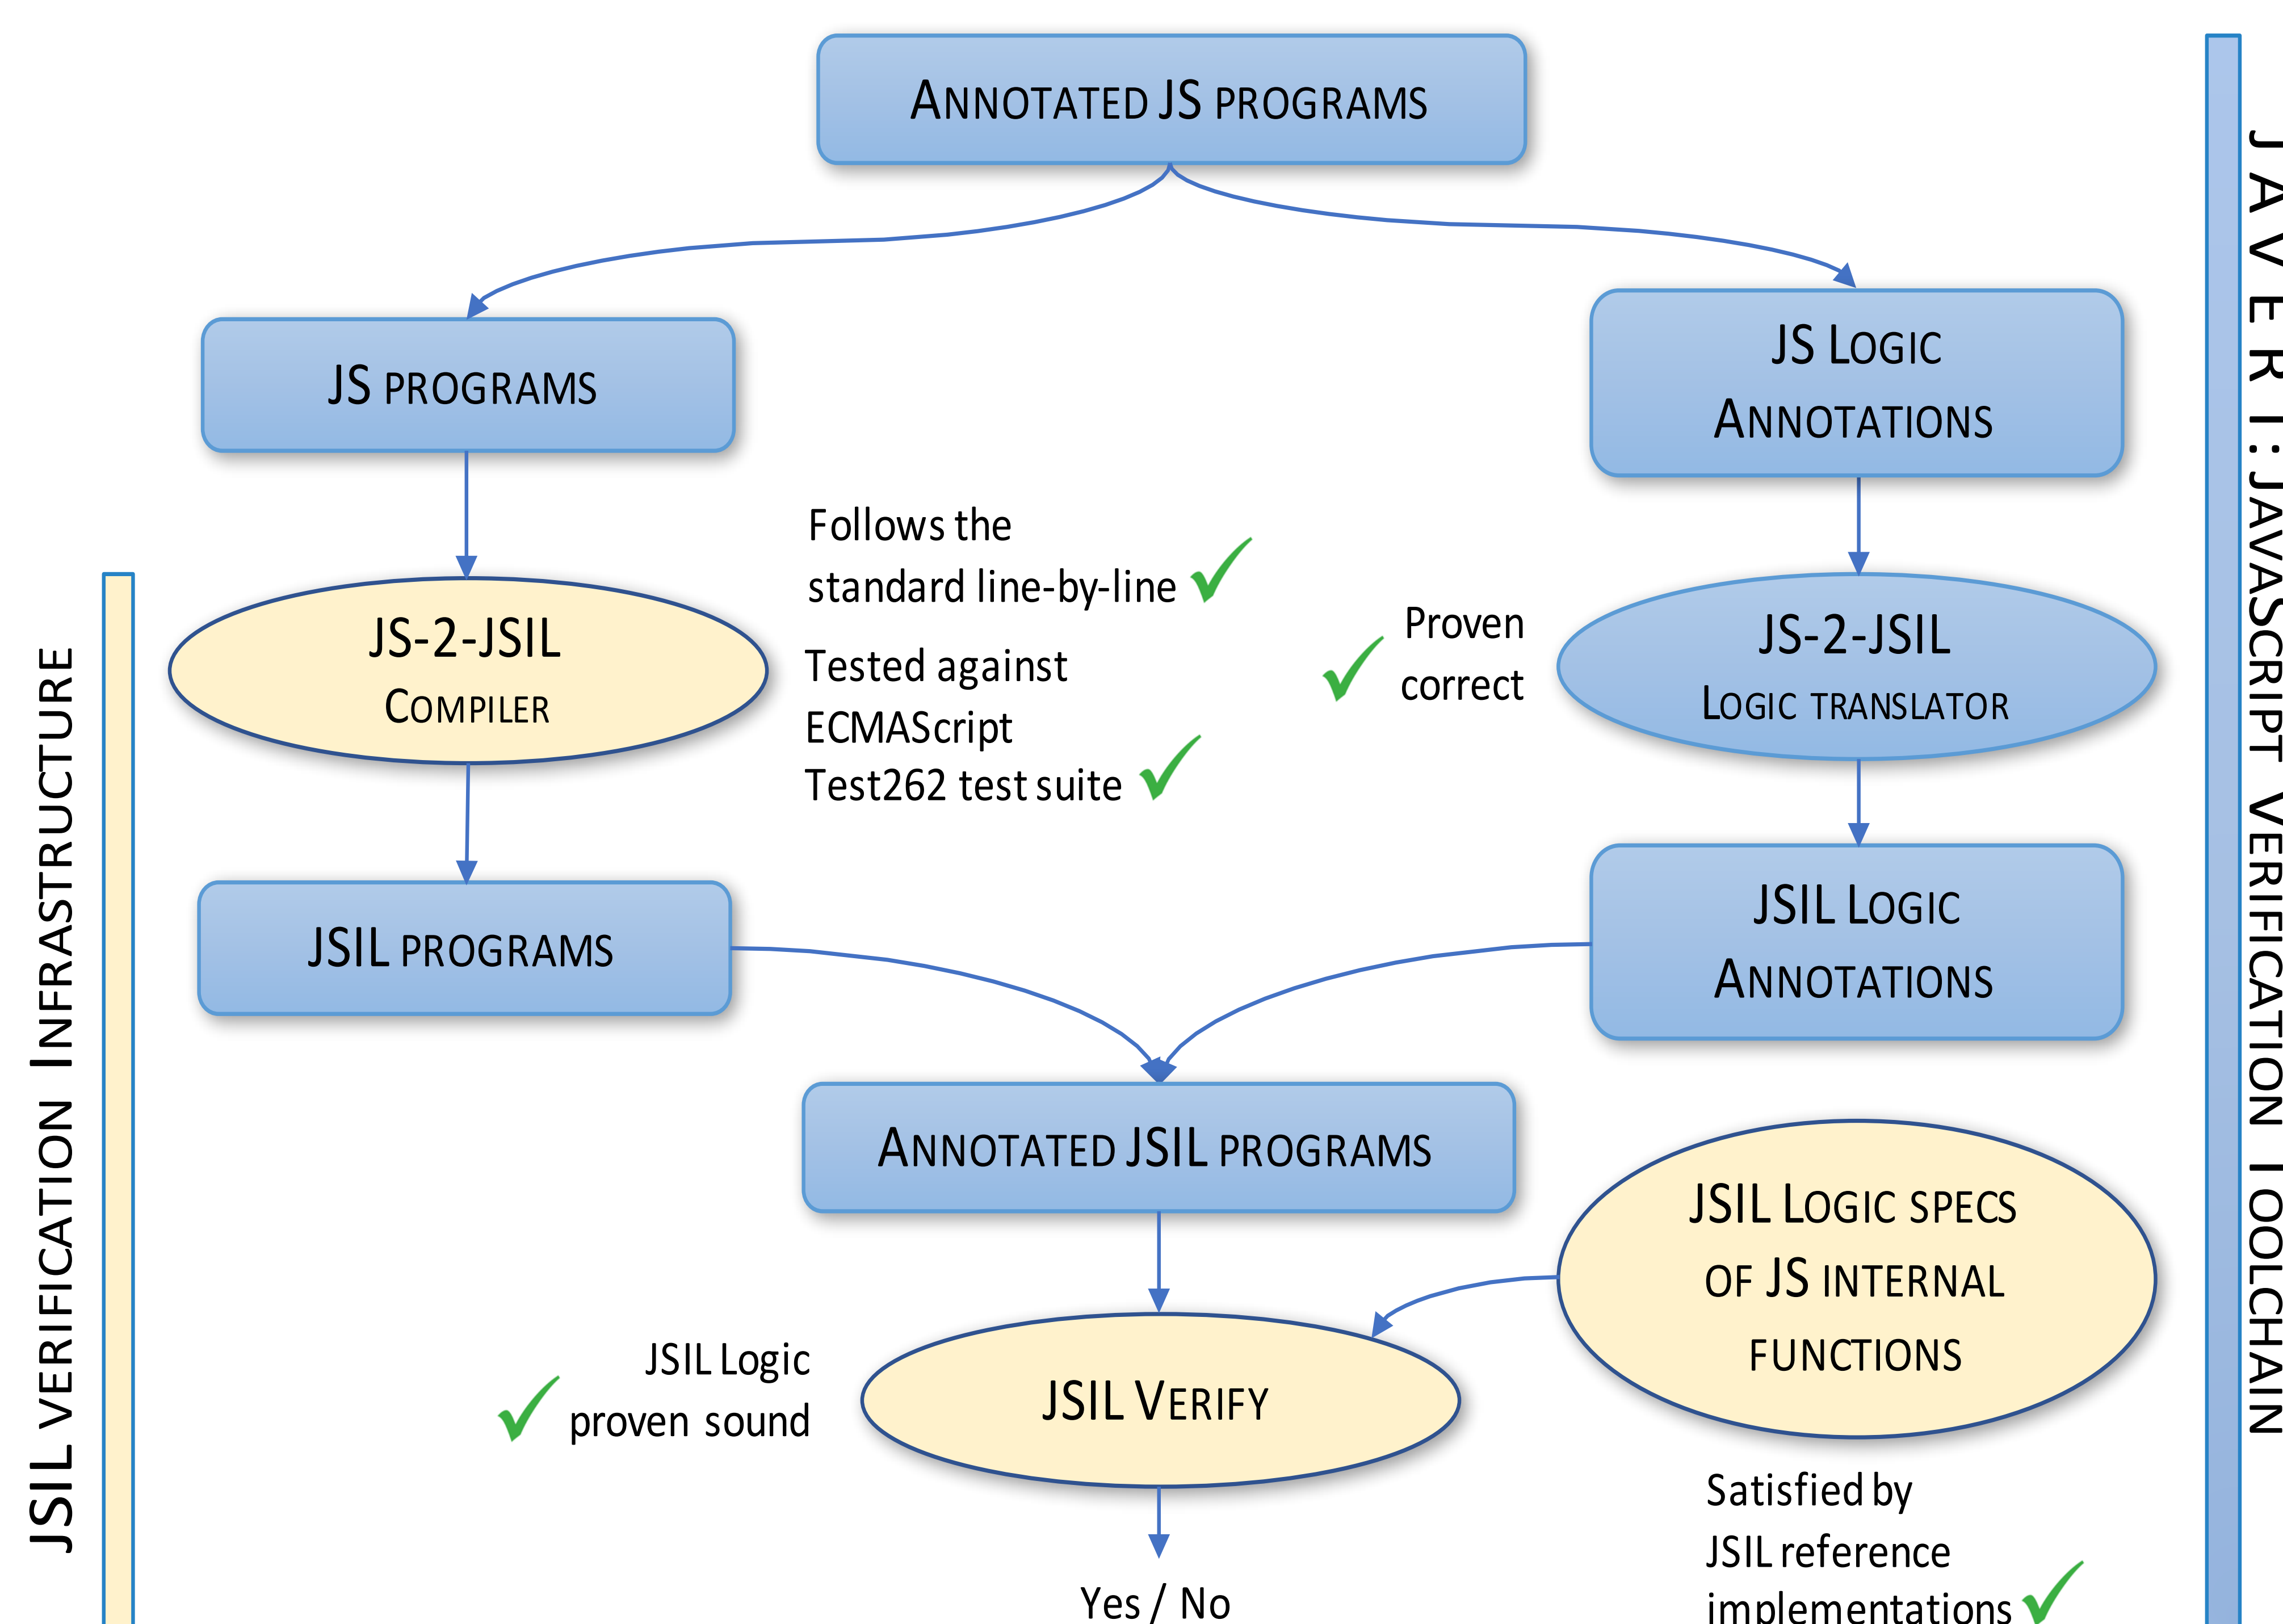 ANNOTATED JS PROGRAMS
JS PROGRAMS
JS LOGIC
ANNOTATIONS
Follows the
standard line-by-line
Tested against
ECMAScript
Test262 test suite
Proven
correct
JS-2-JSIL
COMPILER
JS-2-JSIL
LOGIC TRANSLATOR
JSIL PROGRAMS
JSIL LOGIC
ANNOTATIONS
ANNOTATED JSIL PROGRAMS
JSIL LOGIC SPECS
OF JS INTERNAL
FUNCTIONS
JSIL Logic
proven sound
JSIL VERIFY
Satisfied by
JSIL reference
implementations
Yes / No
JSIL VERIFICATION INFRASTRUCTURE
JAVERT: JAVASCRIPT VERIFICATION TOOLCHAIN